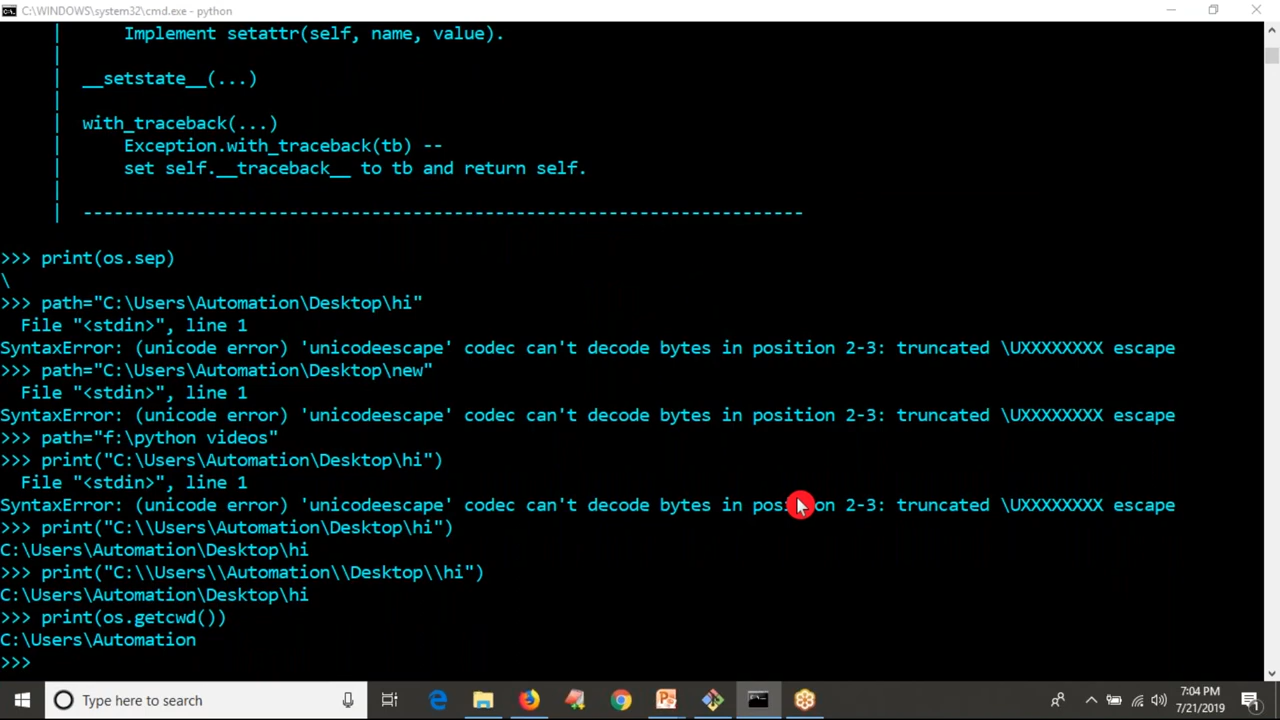 C:\WINDOWS\system32\cmd.exe - python
|      Implement setattr(self, name, value).
|
|  __setstate__(...)
|
|  with_traceback(...)
|      Exception.with_traceback(tb) --
|      set self.__traceback__ to tb and return self.
|
|  ----------------------------------------------------------------------
>>> print(os.sep)
\
>>> path="C:\Users\Automation\Desktop\hi"
  File "<stdin>", line 1
SyntaxError: (unicode error) 'unicodeescape' codec can't decode bytes in position 2-3: truncated \UXXXXXXXX escape
>>> path="C:\Users\Automation\Desktop\new"
  File "<stdin>", line 1
SyntaxError: (unicode error) 'unicodeescape' codec can't decode bytes in position 2-3: truncated \UXXXXXXXX escape
>>> path="f:\python videos"
>>> print("C:\Users\Automation\Desktop\hi")
  File "<stdin>", line 1
SyntaxError: (unicode error) 'unicodeescape' codec can't decode bytes in position 2-3: truncated \UXXXXXXXX escape
>>> print("C:\\Users\Automation\Desktop\hi")
C:\Users\Automation\Desktop\hi
>>> print("C:\\Users\\Automation\\Desktop\\hi")
C:\Users\Automation\Desktop\hi
>>> print(os.getcwd())
C:\Users\Automation
>>>
Type here to search
7:04 PM
7/21/2019
1